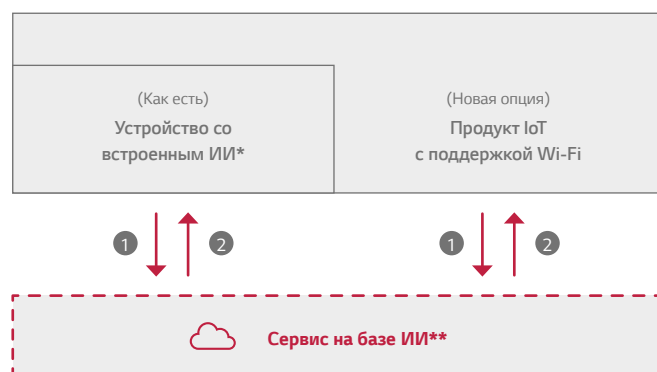 (Как есть)
Устройство со
встроенным ИИ*
(Новая опция)
Продукт IoT
с поддержкой Wi-Fi
1
2
1
2
Сервис на базе ИИ**